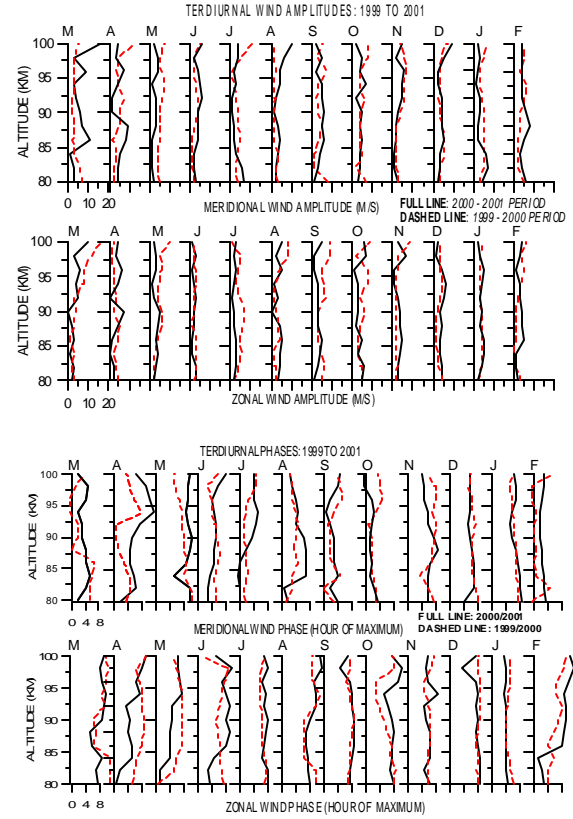 TERDIURNAL WIND AMPLITUDES: 1999 TO 2001
M A M J J A S O N D J F
100
95
90
85
80
ALTITUDE (KM)
0 10 20
MERIDIONAL WIND AMPLITUDE (M/S)
FULL LINE: 2000 - 2001 PERIOD
DASHED LINE: 1999 - 2000 PERIOD
100
95
90
85
80
ALTITUDE (KM)
0 10 20
ZONAL WIND AMPLITUDE (M/S)
TERDIURNAL PHASES: 1999 TO 2001
M A M J J A S O N D J F
100
95
90
85
80
ALTITUDE (KM)
0 4 8
MERIDIONAL WIND PHASE (HOUR OF MAXIMUM)
FULL LINE: 2000/2001
DASHED LINE: 1999/2000
M A M J J A S O N D J F
100
95
90
85
80
ALTITUDE (KM)
0 4 8
ZONAL WIND PHASE (HOUR OF MAXIMUM)